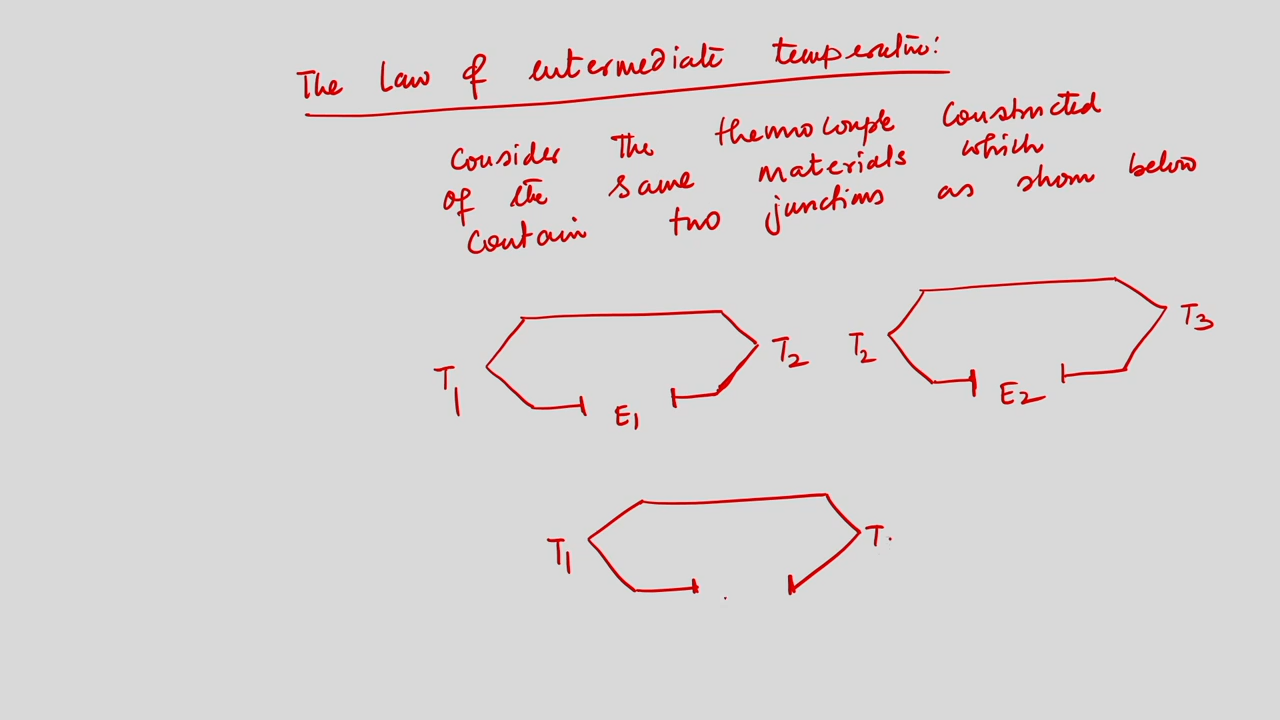 The Law of intermediate temperature:
Consider the thermocouple constructed
of the same materials which
contain two junctions as shown below
T1 E1 T2
T2 E2 T3
T1 T.